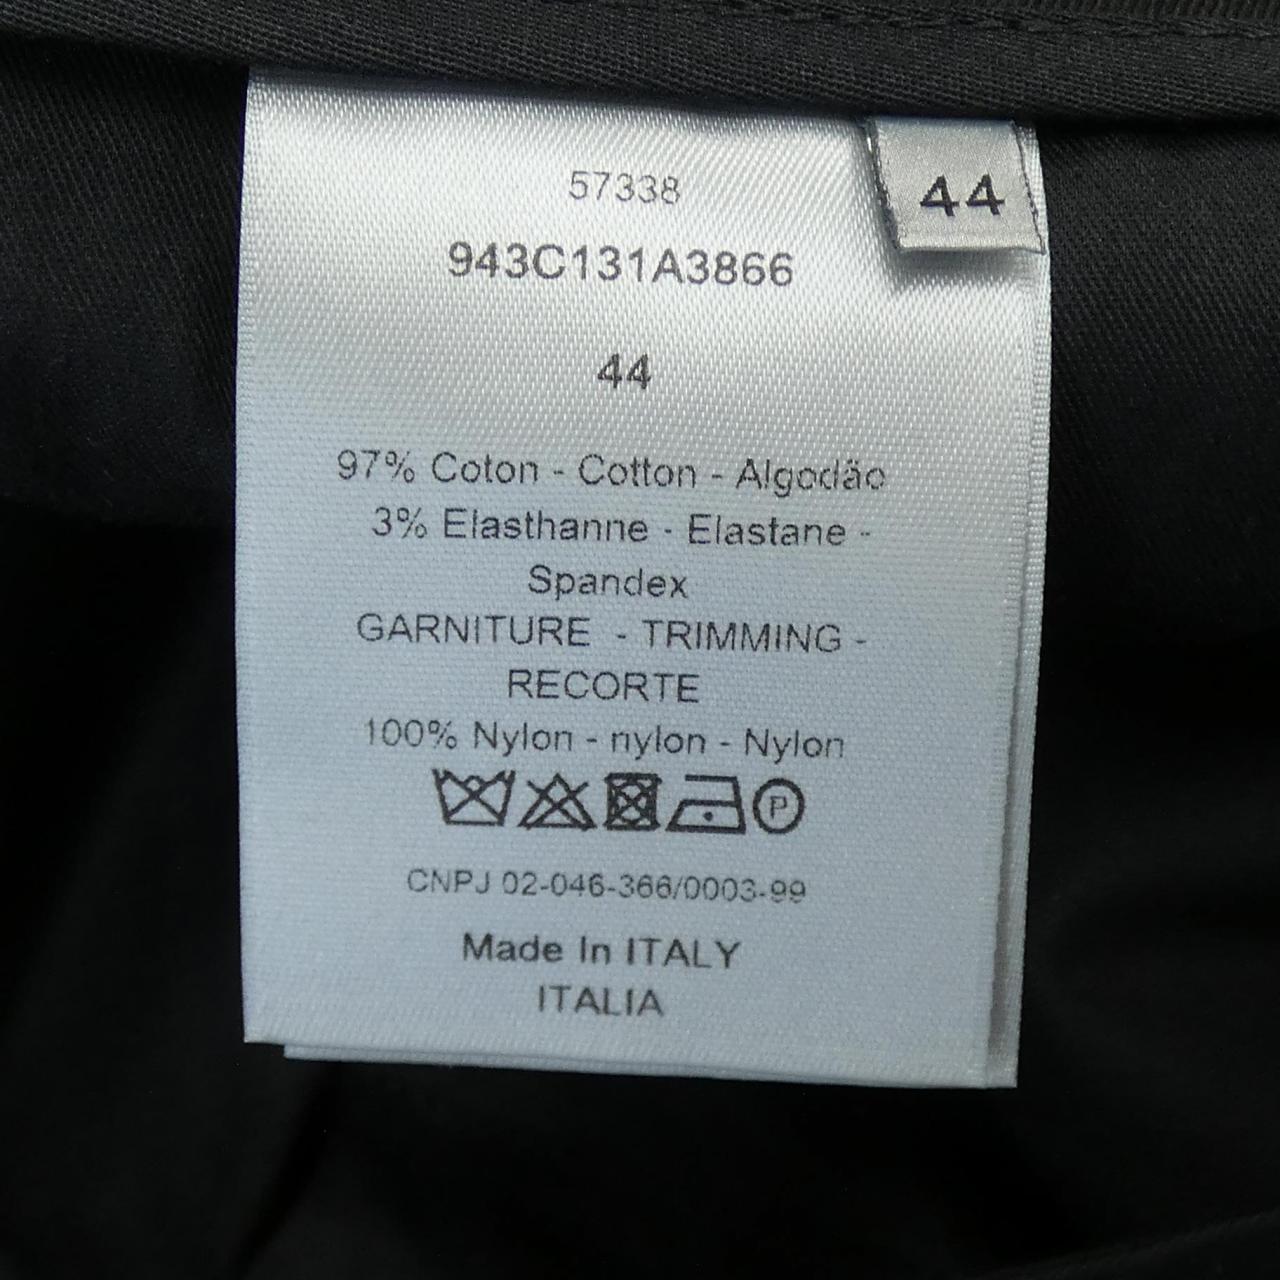 57338
44
943C131A3866
44
97% Coton - Cotton - Algodão
3% Elasthanne - Elastane -
Spandex
GARNITURE - TRIMMING -
RECORTE
100% Nylon - nylon - Nylon
P
CNPJ 02-046-366/0003-99
Made In ITALY
ITALIA